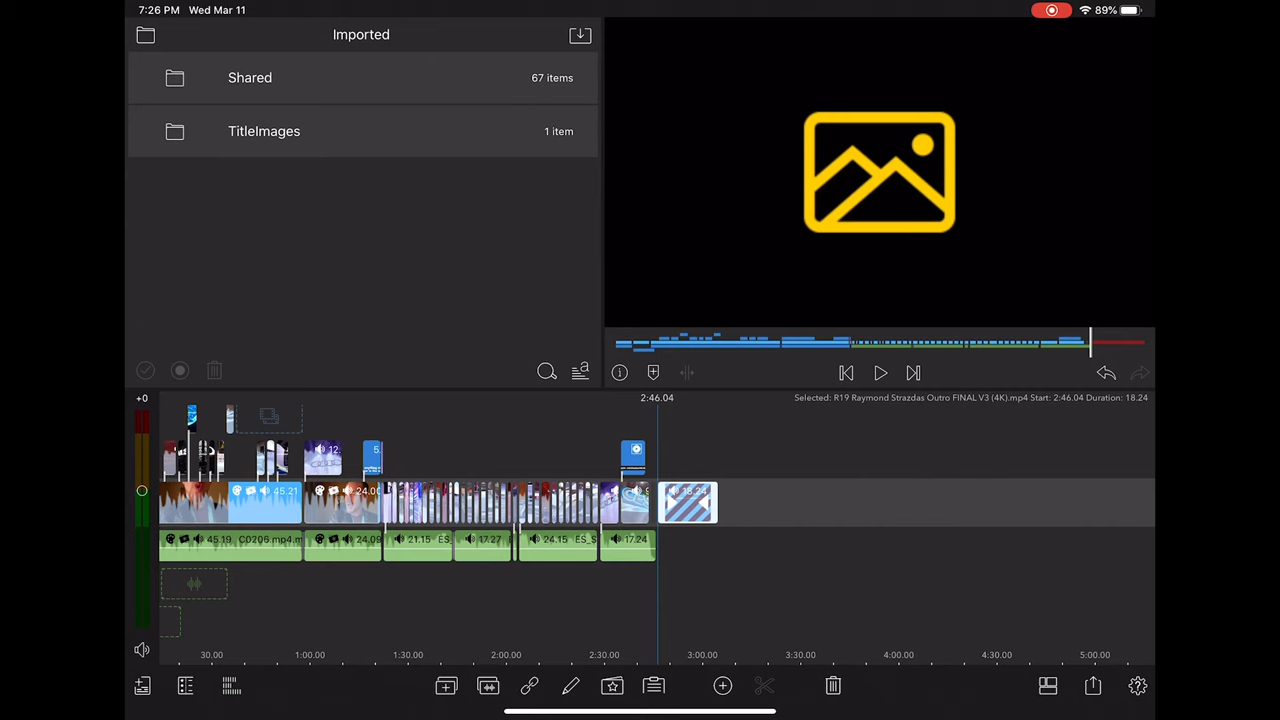 7:26 PM Wed Mar 11
89%
Imported
Shared 67 items
TitleImages 1 item
+0
2:46.04
Selected: R19 Raymond Strazdas Outro FINAL V3 (4K).mp4 Start: 2:46.04 Duration: 18.24
12
5
45.21
24.00
9
18.24
45.19 C0206 mp4.m
24.09
21.15 ES
17.27
24.15 ES_S
17.24
30.00 1:00.00 1:30.00 2:00.00 2:30.00 3:00.00 3:30.00 4:00.00 4:30.00 5:00.00